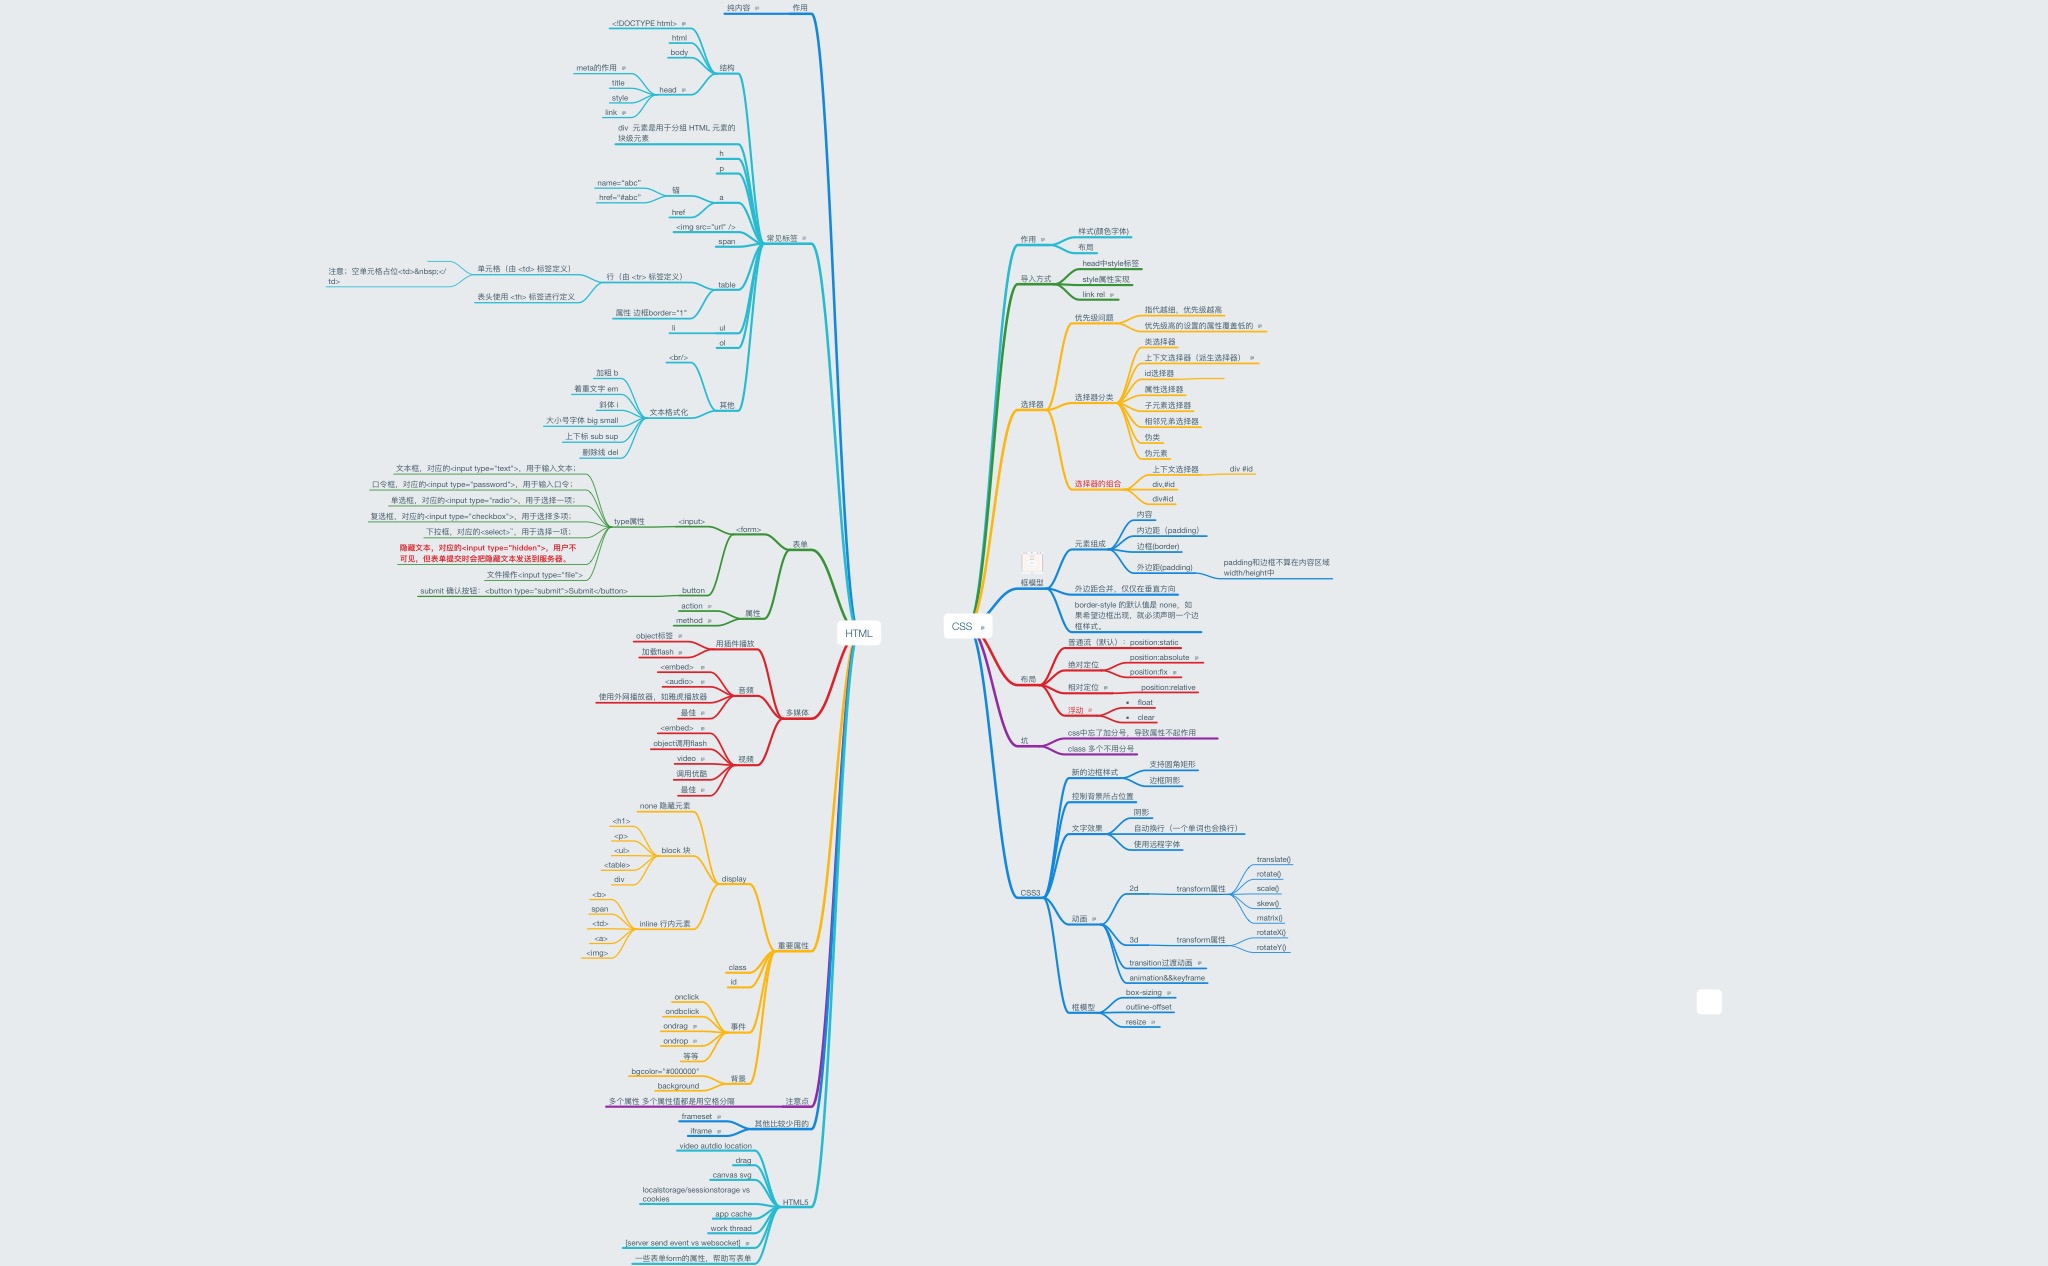 纯内容
作用
<!DOCTYPE html>
html
body
结构
meta的作用
title
head
style
link
div 元素是用于分组 HTML 元素的
块级元素
h
p
name="abc"
锚
href="#abc"
a
href
<img src="url" />
常见标签
span
注意：空单元格占位<td>&nbsp;</
td>
单元格（由 <td> 标签定义）
行（由 <tr> 标签定义）
表头使用 <th> 标签进行定义
table
属性 边框border="1"
li
ul
ol
<br/>
加粗 b
着重文字 em
斜体 i
其他
文本格式化
大小号字体 big small
上下标 sub sup
删除线 del
文本框，对应的<input type="text">，用于输入文本；
口令框，对应的<input type="password">，用于输入口令；
单选框，对应的<input type="radio">，用于选择一项；
复选框，对应的<input type="checkbox">，用于选择多项；
type属性
<input>
<form>
下拉框，对应的<select>`，用于选择一项；
隐藏文本，对应的<input type="hidden">，用户不
可见，但表单提交时会把隐藏文本发送到服务器。
表单
文件操作<input type="file">
submit 确认按钮：<button type="submit">Submit</button>
button
action
属性
method
HTML
object标签
用插件播放
加载flash
<embed>
<audio>
音频
使用外网播放器，如雅虎播放器
最佳
多媒体
<embed>
object调用flash
video
视频
调用优酷
最佳
none 隐藏元素
<h1>
<p>
<ul>
block 块
<table>
div
display
<b>
span
<td>
inline 行内元素
<a>
<img>
重要属性
class
id
onclick
ondbclick
ondrag
事件
ondrop
等等
bgcolor="#000000"
背景
background
多个属性 多个属性值都是用空格分隔
注意点
frameset
其他比较少用的
iframe
video autdio location
drag
canvas svg
localstorage/sessionstorage vs
cookies
HTML5
app cache
work thread
[server send event vs websocket]
一些表单form的属性，帮助写表单
作用
样式(颜色字体)
布局
导入方式
head中style标签
style属性实现
link rel
优先级问题
指代越细，优先级越高
优先级高的设置的属性覆盖低的
选择器
选择器分类
类选择器
上下文选择器（派生选择器）
id选择器
属性选择器
子元素选择器
相邻兄弟选择器
伪类
伪元素
选择器的组合
上下文选择器
div #id
div,#id
div#id
框模型
元素组成
内容
内边距（padding）
边框(border)
外边距(padding)
padding和边框不算在内容区域
width/height中
外边距合并，仅仅在垂直方向
border-style 的默认值是 none，如
果希望边框出现，就必须声明一个边
框样式。
CSS
布局
普通流（默认）：position:static
绝对定位
position:absolute
position:fix
相对定位
position:relative
浮动
• float
• clear
坑
css中忘了加分号，导致属性不起作用
class 多个不用分号
CSS3
新的边框样式
支持圆角矩形
边框阴影
控制背景所占位置
文字效果
阴影
自动换行（一个单词也会换行）
使用远程字体
动画
2d
transform属性
translate()
rotate()
scale()
skew()
matrix()
3d
transform属性
rotateX()
rotateY()
transition过渡动画
animation&&keyframe
框模型
box-sizing
outline-offset
resize